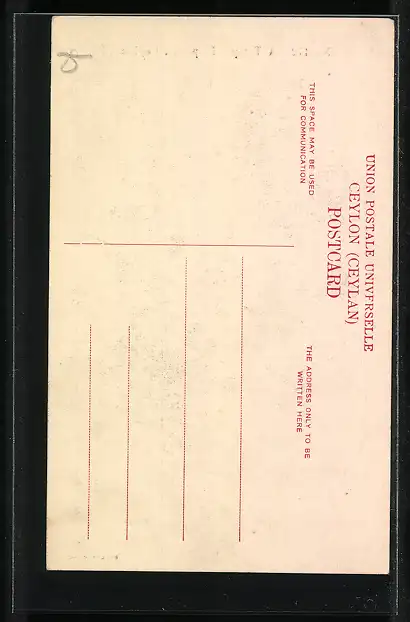 UNION POSTALE UNIVFRSELLE
CEYLON (CEYLAN)
POSTCARD
THIS SPACE MAY BE USED
FOR COMMUNICATION
THE ADDRESS ONLY TO BE
WRITTEN HERE